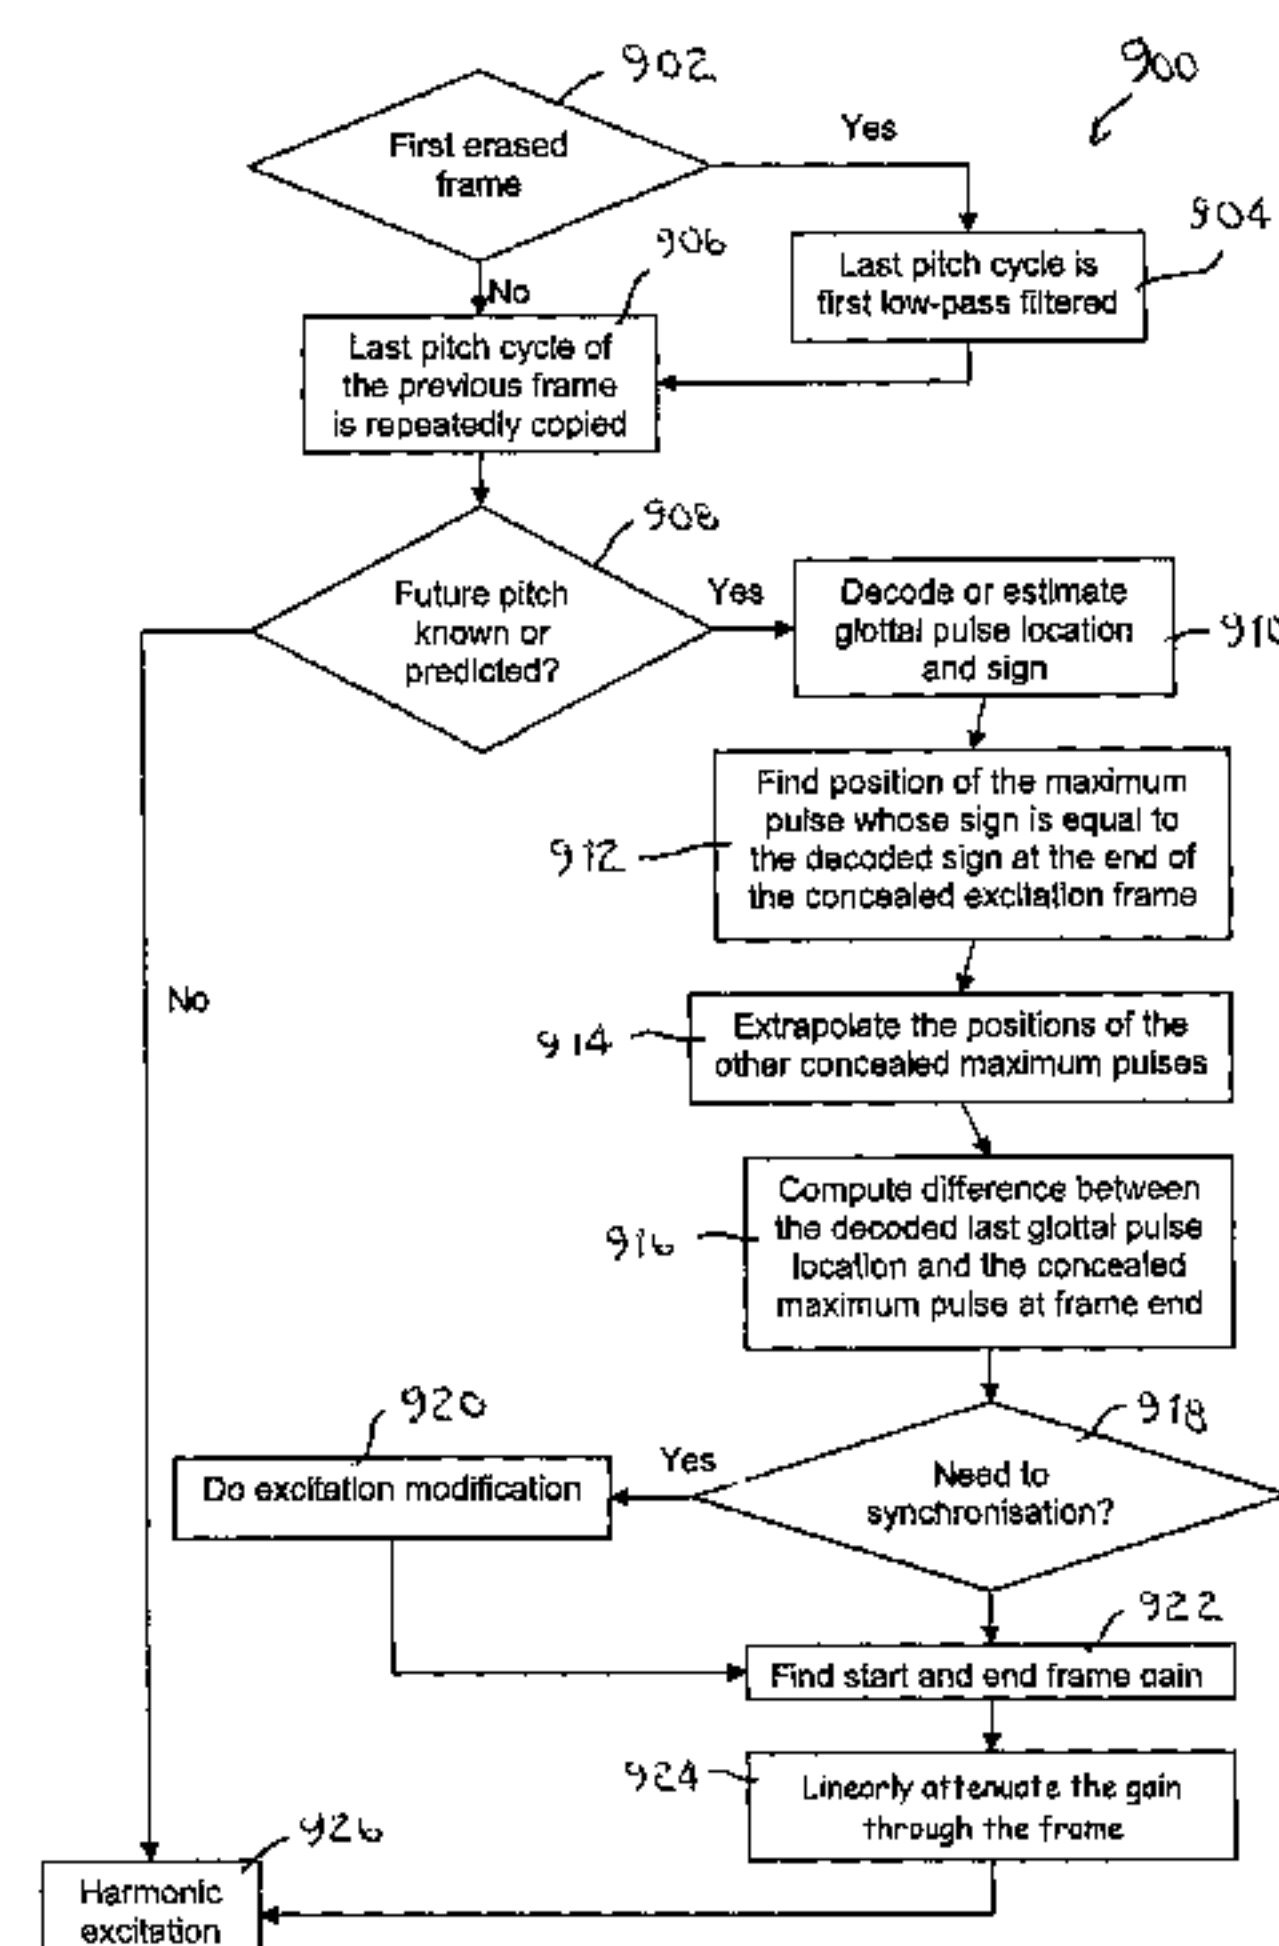 900
902
First erased
frame
Yes
904
Last pitch cycle is
first low-pass filtered
No
906
Last pitch cycle of
the previous frame
is repeatedly copied
908
Future pitch
known or
predicted?
Yes
Decode or estimate
glottal pulse location
and sign
910
No
912
Find position of the maximum
pulse whose sign is equal to
the decoded sign at the end of
the concealed excitation frame
914
Extrapolate the positions of the
other concealed maximum pulses
916
Compute difference between
the decoded last glottal pulse
location and the concealed
maximum pulse at frame end
918
Need to
synchronisation?
Yes
920
Do excitation modification
922
Find start and end frame gain
924
Linearly attenuate the gain
through the frame
926
Harmonic
excitation